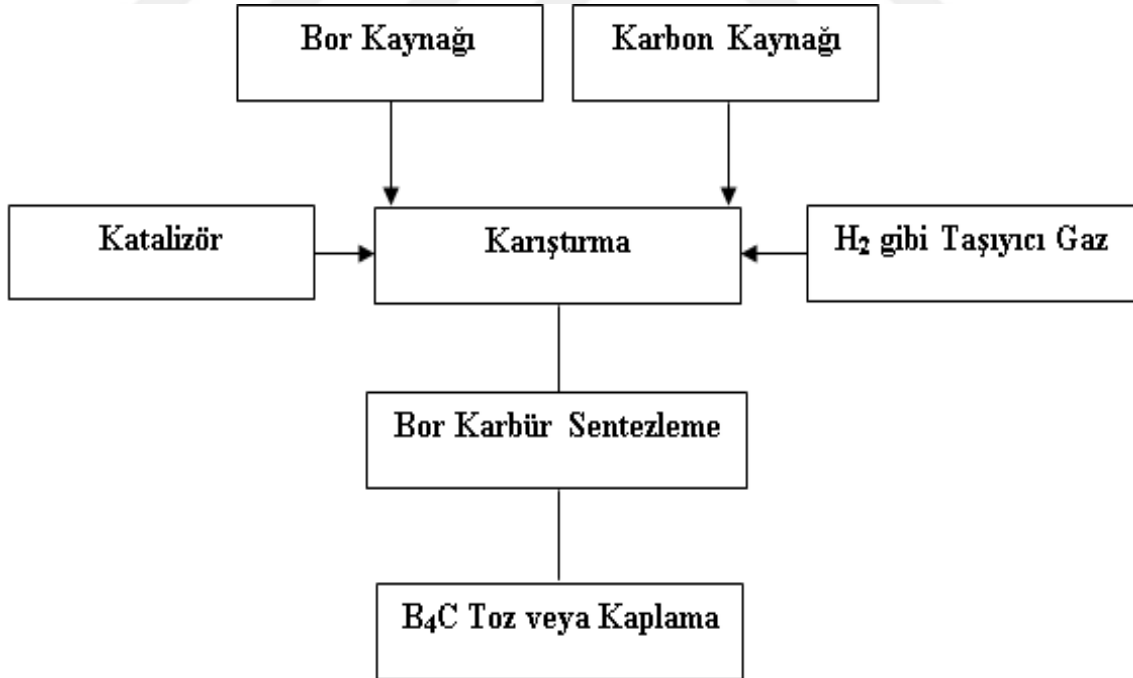 Bor Kaynağı
Karbon Kaynağı
Katalizör
Karıştırma
H₂ gibi Taşıyıcı Gaz
Bor Karbür Sentezleme
B₄C Toz veya Kaplama